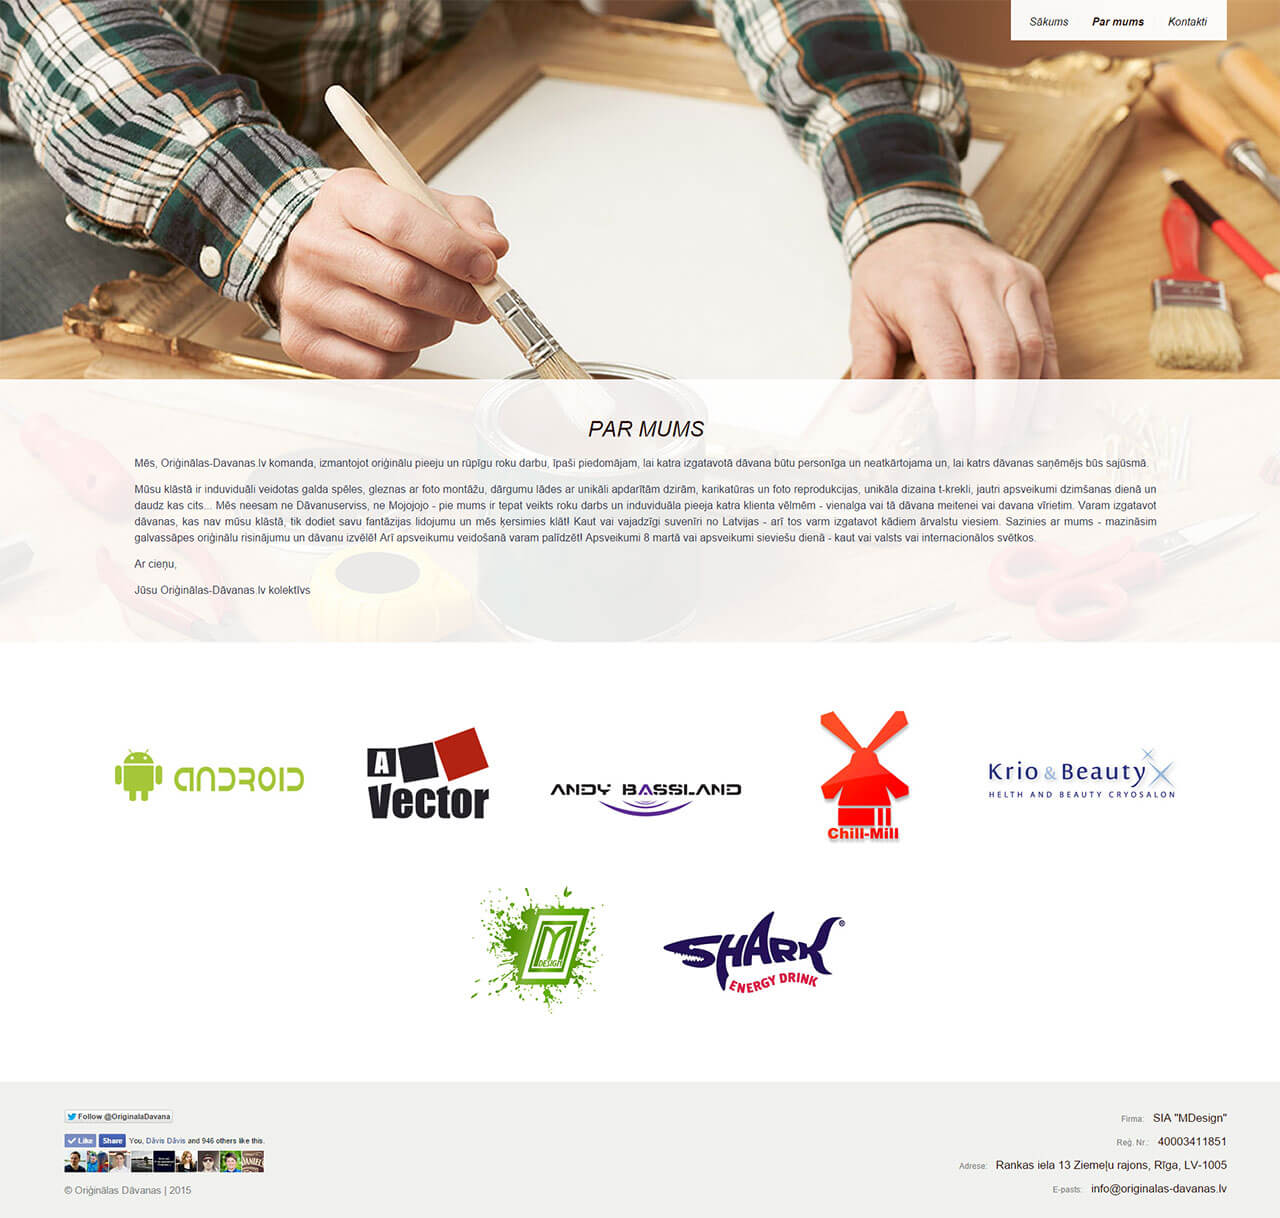 Sākums Par mums Kontakti
PAR MUMS
Mēs, Oriģinālas-Davanas.lv komanda, izmantojot oriģinālu pieeju un rūpīgu roku darbu, īpaši piedomājam, lai katra izgatavotā dāvana būtu personīga un neatkārtojama un, lai katrs dāvanas saņēmējs būs sajūsmā.
Mūsu klāstā ir induviduāli veidotas galda spēles, gleznas ar foto montāžu, dārgumu lādes ar unikāli apdarītām dzirām, karikatūras un foto reprodukcijas, unikāla dizaina t-krekli, jautri apsveikumi dzimšanas dienā un
daudz kas cits... Mēs neesam ne Dāvanuserviss, ne Mojojojo - pie mums ir tepat veikts roku darbs un induviduāla pieeja katra klienta vēlmēm - vienalga vai tā dāvana meitenei vai davana vīrietim. Varam izgatavot
dāvanas, kas nav mūsu klāstā, tik dodiet savu fantāzijas lidojumu un mēs ķersimies klāt! Kaut vai vajadzīgi suvenīri no Latvijas - arī tos varm izgatavot kādiem ārvalstu viesiem. Sazinies ar mums - mazināsim
galvassāpes oriģinālu risinājumu un dāvanu izvēlē! Arī apsveikumu veidošanā varam palīdzēt! Apsveikumi 8 martā vai apsveikumi sieviešu dienā - kaut vai valsts vai internacionālos svētkos.
Ar cieņu,
Jūsu Oriģinālas-Dāvanas.lv kolektīvs
ANDROID
A
Vector
ANDY BASSLAND
Chill-Mill
Krio & Beauty
HELTH AND BEAUTY CRYOSALON
M
DESIGN
SHARK®
ENERGY DRINK
Follow @OriginalaDavana
Like Share You, Dāvis Dāvis and 946 others like this.
© Oriģinālas Dāvanas | 2015
Firma: SIA "MDesign"
Reģ. Nr.: 40003411851
Adrese: Rankas iela 13 Ziemeļu rajons, Rīga, LV-1005
E-pasts: info@originalas-davanas.lv